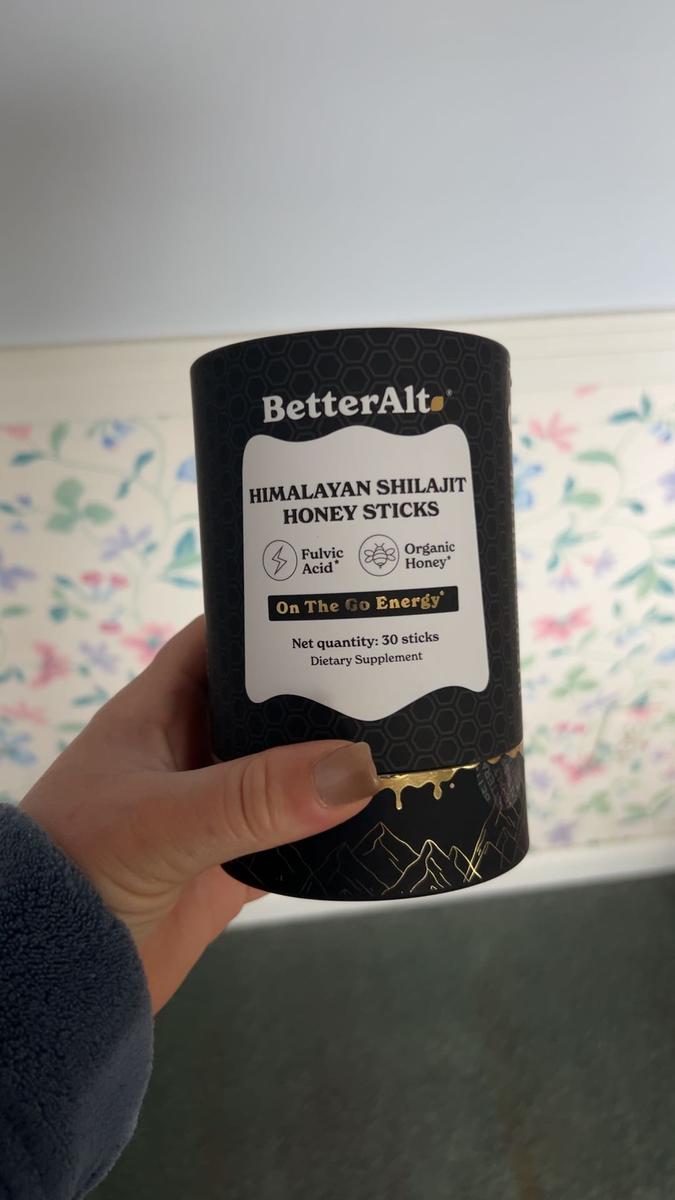 BetterAlt®
HIMALAYAN SHILAJIT
HONEY STICKS
Fulvic
Acid*
Organic
Honey*
On The Go Energy*
Net quantity: 30 sticks
Dietary Supplement